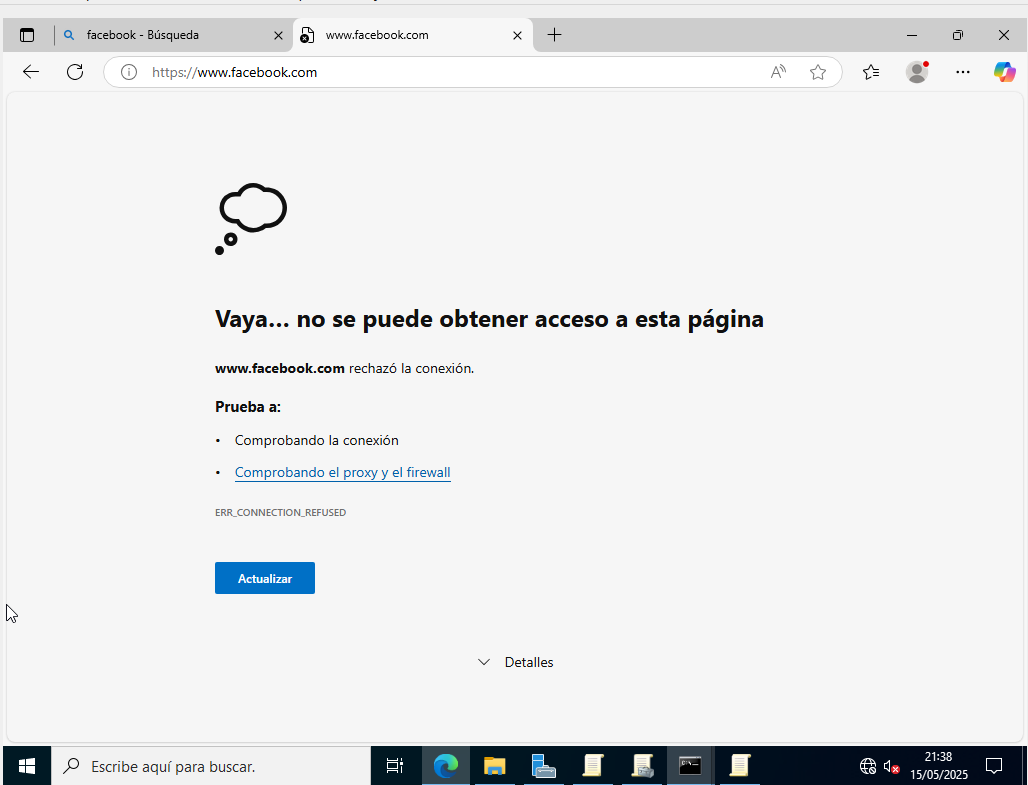 facebook - Búsqueda
www.facebook.com
https://www.facebook.com
Vaya... no se puede obtener acceso a esta página
www.facebook.com rechazó la conexión.
Prueba a:
• Comprobando la conexión
• Comprobando el proxy y el firewall
ERR_CONNECTION_REFUSED
Actualizar
Detalles
Escribe aquí para buscar.
21:38
15/05/2025